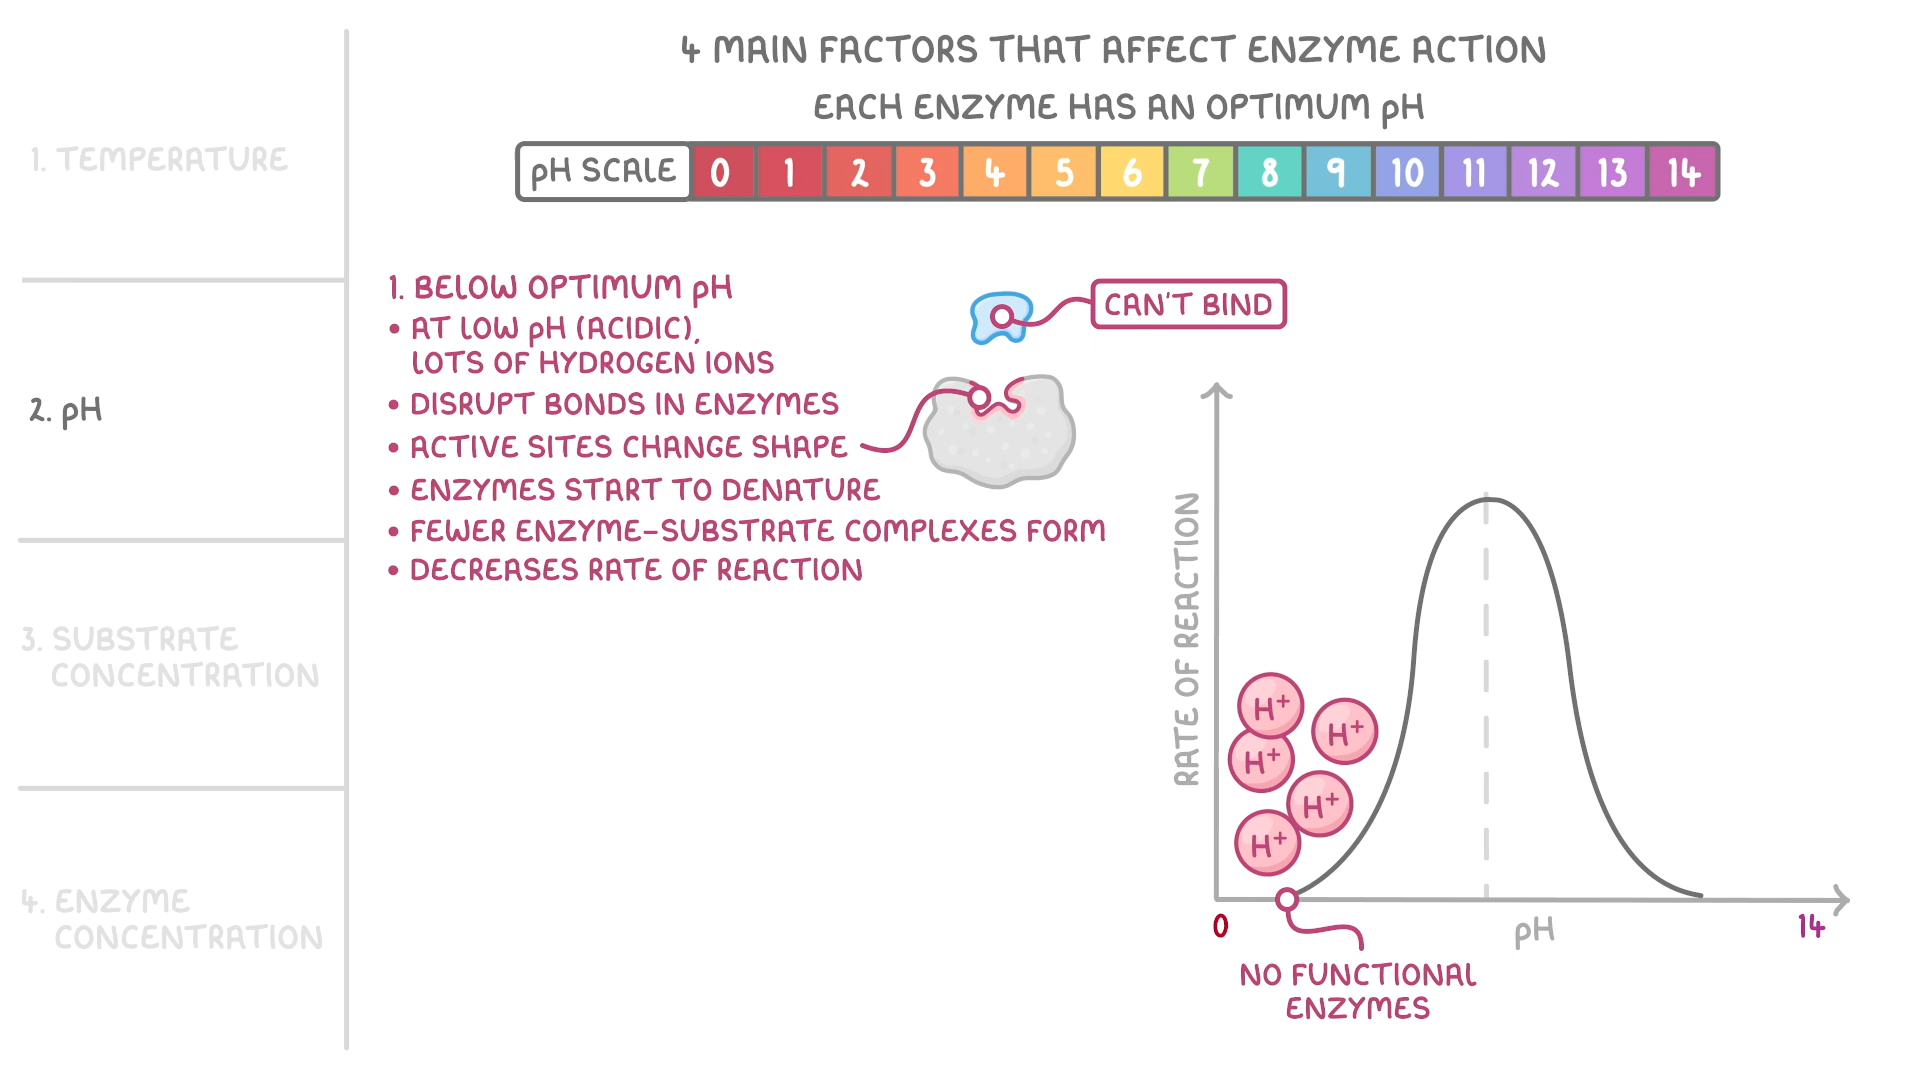 4 MAIN FACTORS THAT AFFECT ENZYME ACTION
EACH ENZYME HAS AN OPTIMUM pH
pH SCALE 0 1 2 3 4 5 6 7 8 9 10 11 12 13 14
1. TEMPERATURE
2. pH
3. SUBSTRATE
CONCENTRATION
4. ENZYME
CONCENTRATION
1. BELOW OPTIMUM pH
• AT LOW pH (ACIDIC),
LOTS OF HYDROGEN IONS
• DISRUPT BONDS IN ENZYMES
• ACTIVE SITES CHANGE SHAPE
• ENZYMES START TO DENATURE
• FEWER ENZYME-SUBSTRATE COMPLEXES FORM
• DECREASES RATE OF REACTION
CAN'T BIND
RATE OF REACTION
H+
H+
H+
H+
H+
0 pH 14
NO FUNCTIONAL
ENZYMES